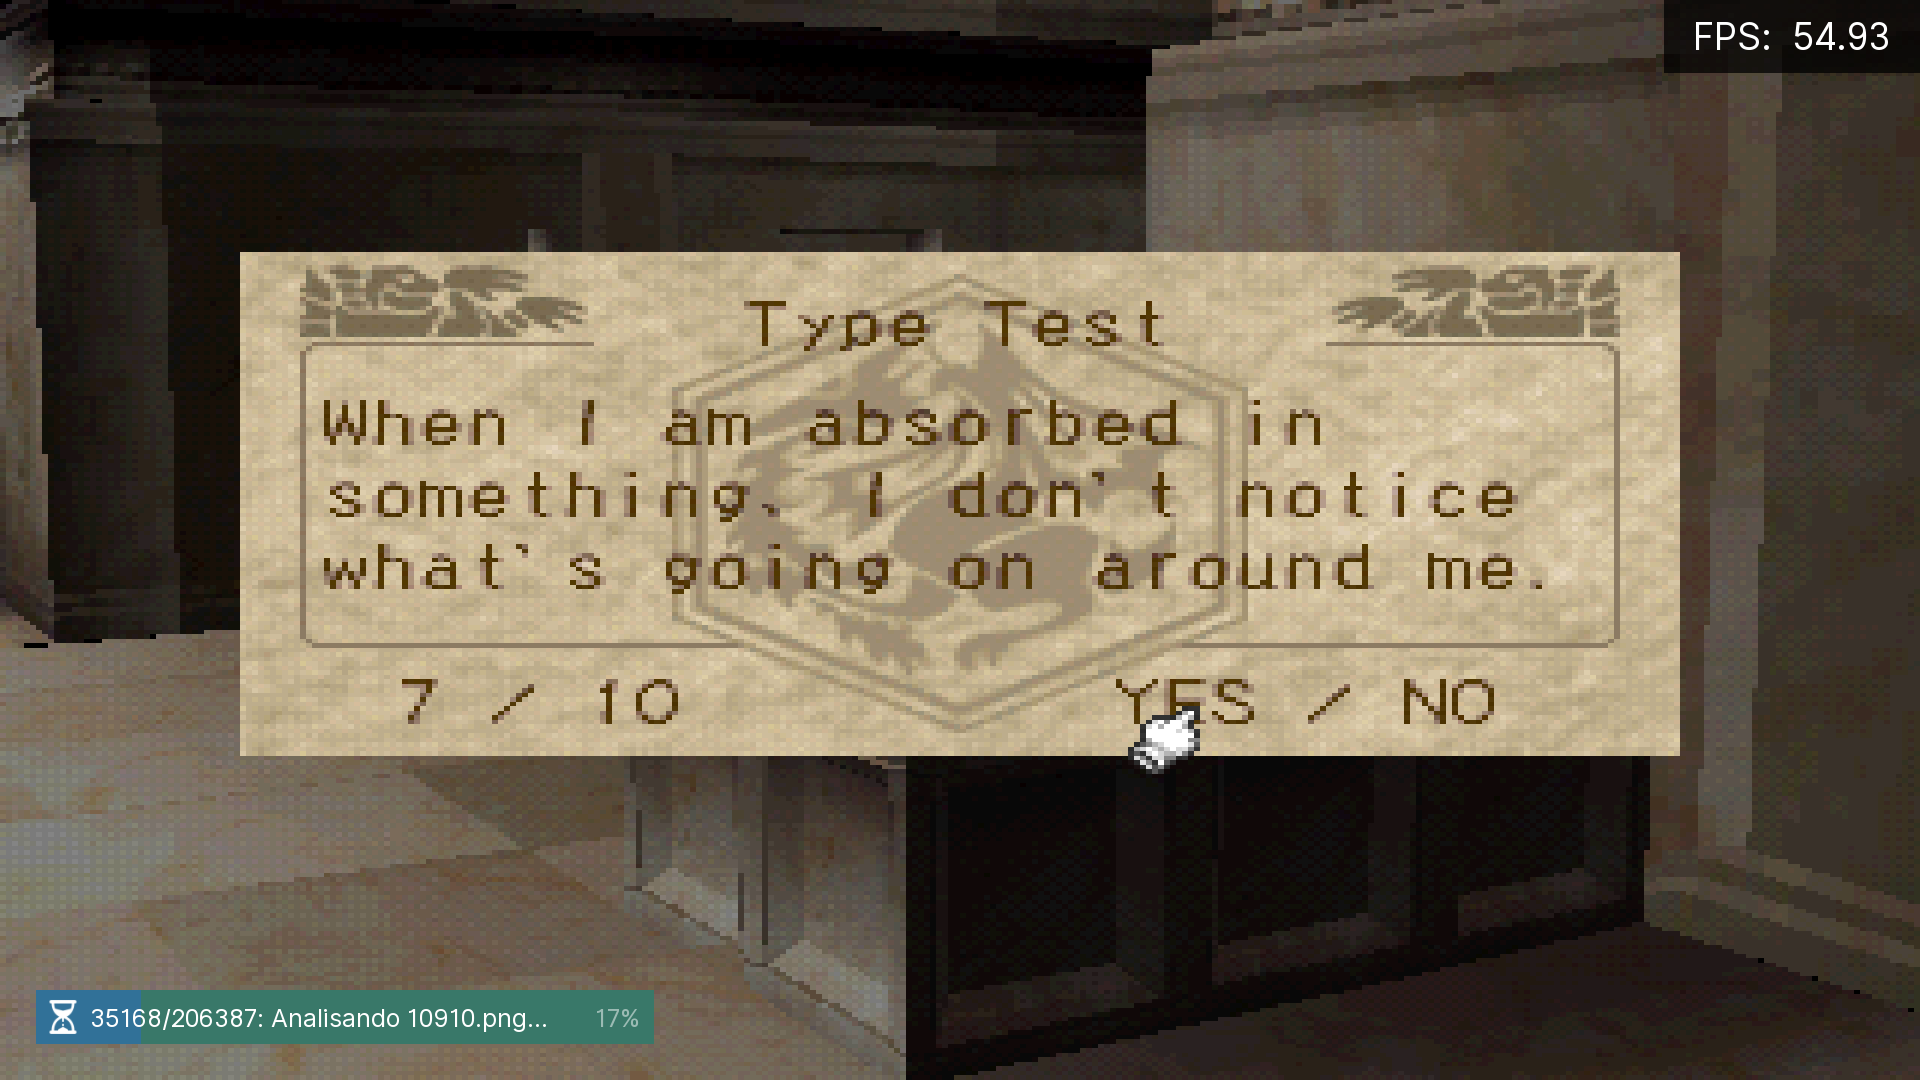 FPS: 54.93
Type Test
When I am absorbed in
something, I don't notice
what's going on around me.
7 / 10
YES / NO
35168/206387: Analisando 10910.png... 17%